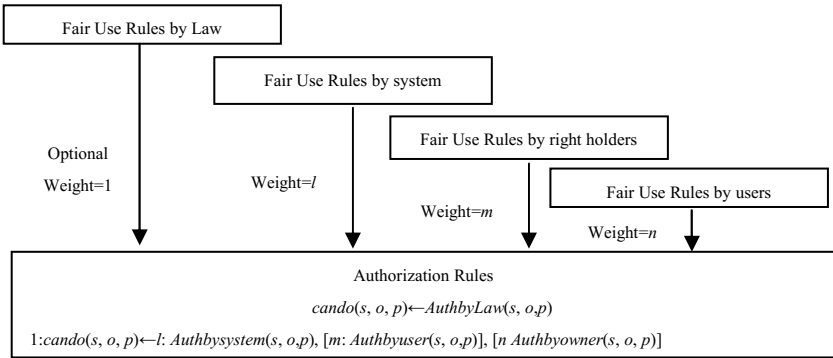 Fair Use Rules by Law
Fair Use Rules by system
Fair Use Rules by right holders
Optional
Weight=1
Weight=l
Fair Use Rules by users
Weight=m
Weight=n
Authorization Rules
cando(s, o, p)←AuthbyLaw(s, o,p)
1:cando(s, o, p)←l: Authbysystem(s, o,p), [m: Authbyuser(s, o,p)], [n Authbyowner(s, o, p)]